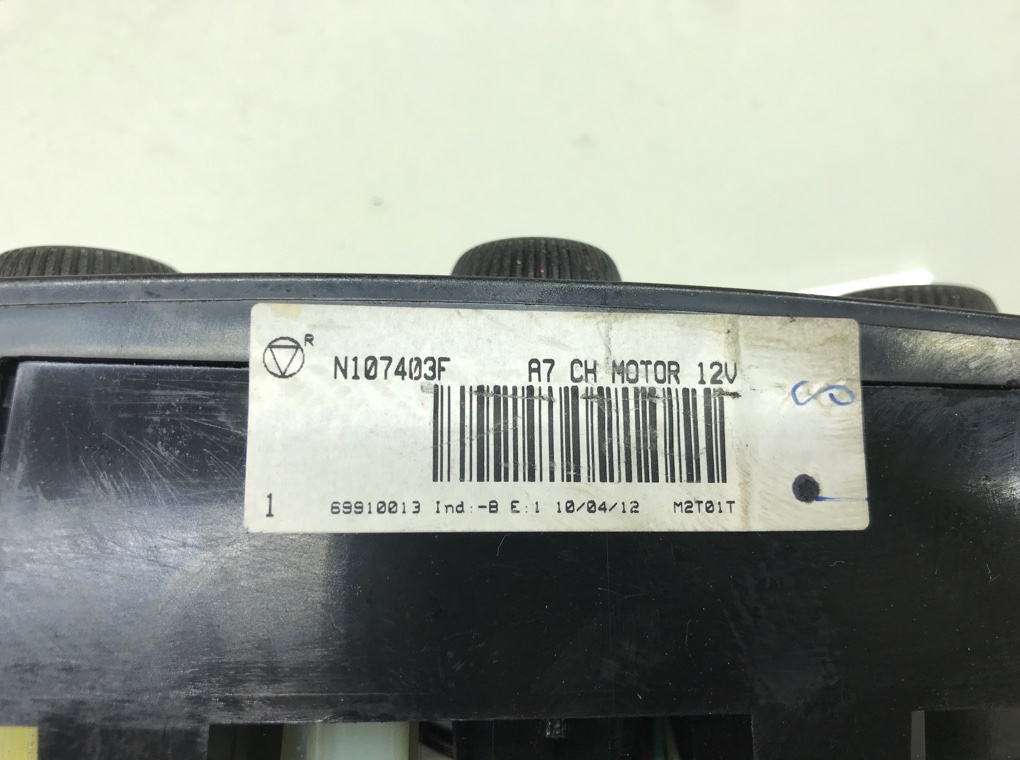 R
N107403F A7 CH MOTOR 12V
1 69910013 Ind:-B E:1 10/04/12 M2T01T